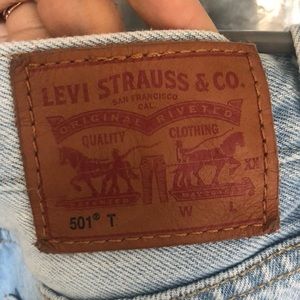 LEVI STRAUSS & CO.
SAN FRANCISCO
CAL.
ORIGINAL RIVETED
QUALITY CLOTHING
XX
501® T
W L